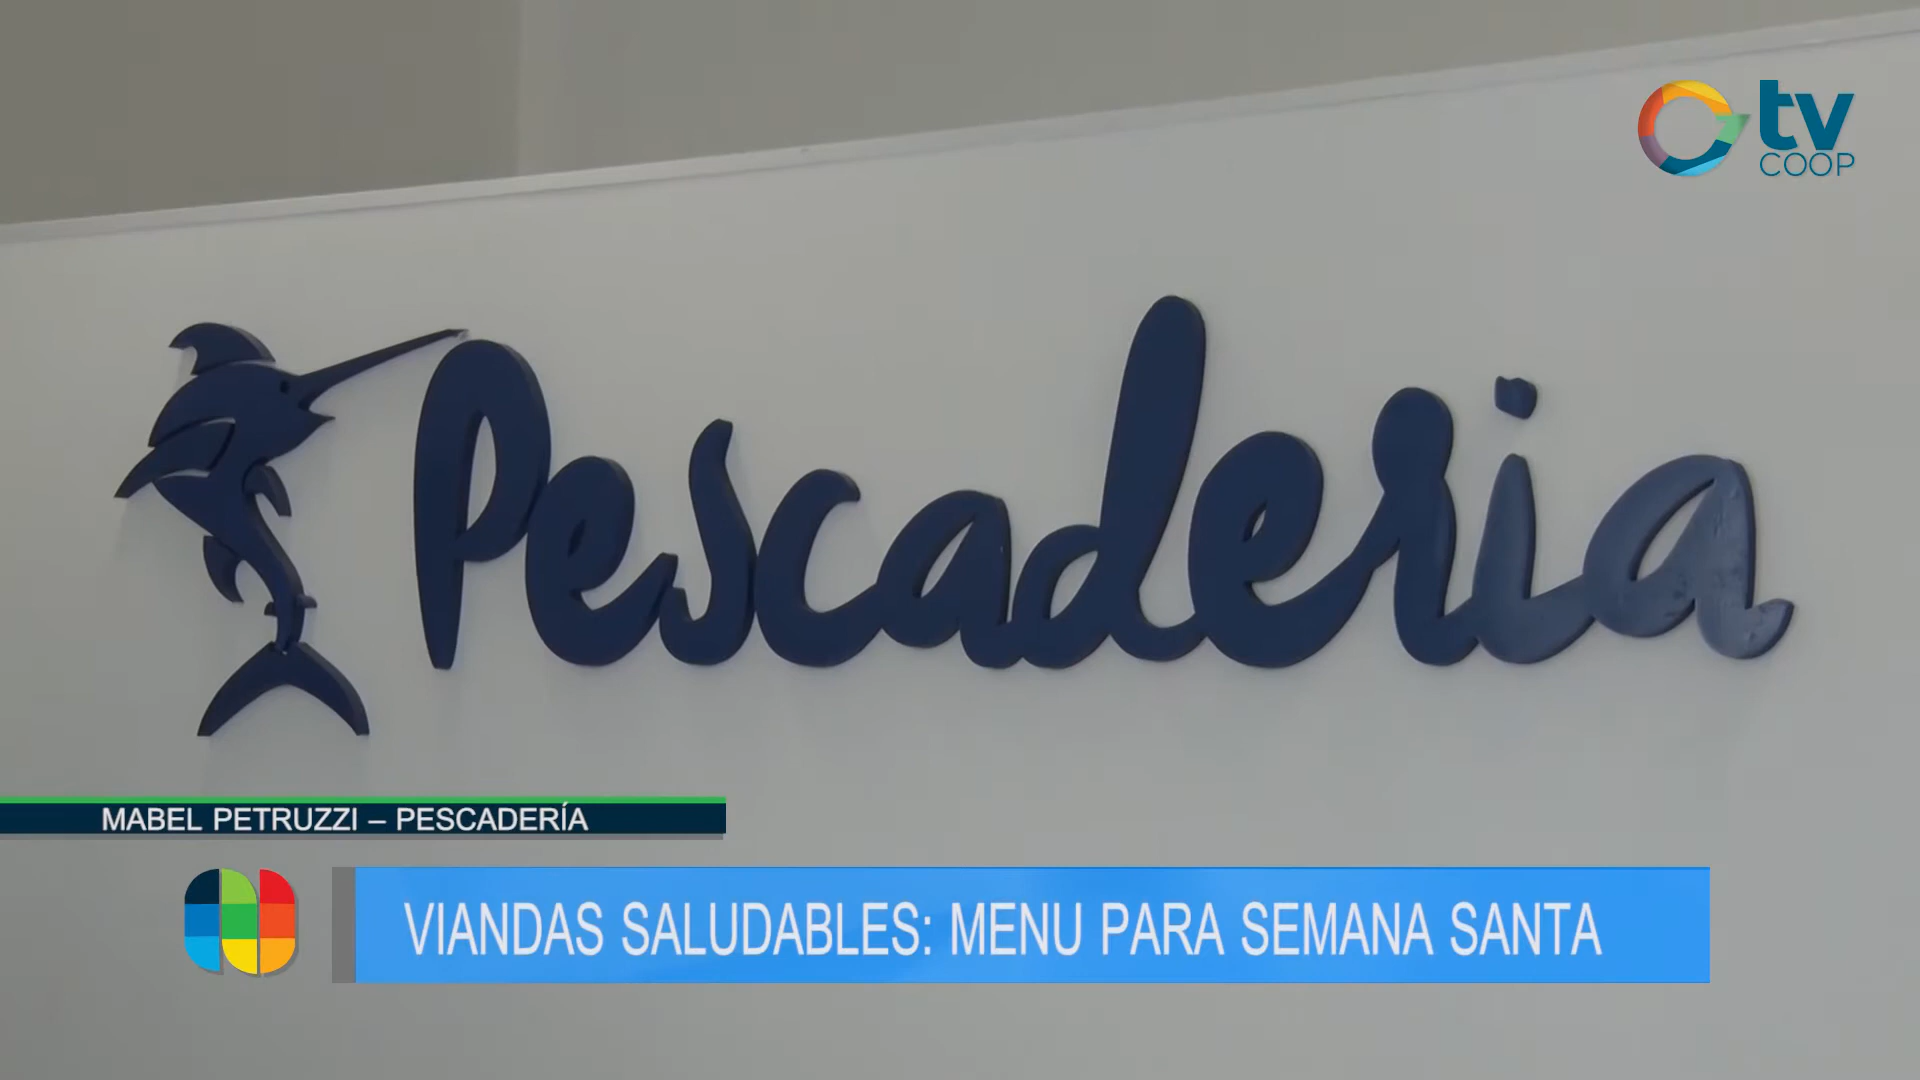 tv
COOP
Pescaderia
MABEL PETRUZZI – PESCADERÍA
VIANDAS SALUDABLES: MENU PARA SEMANA SANTA